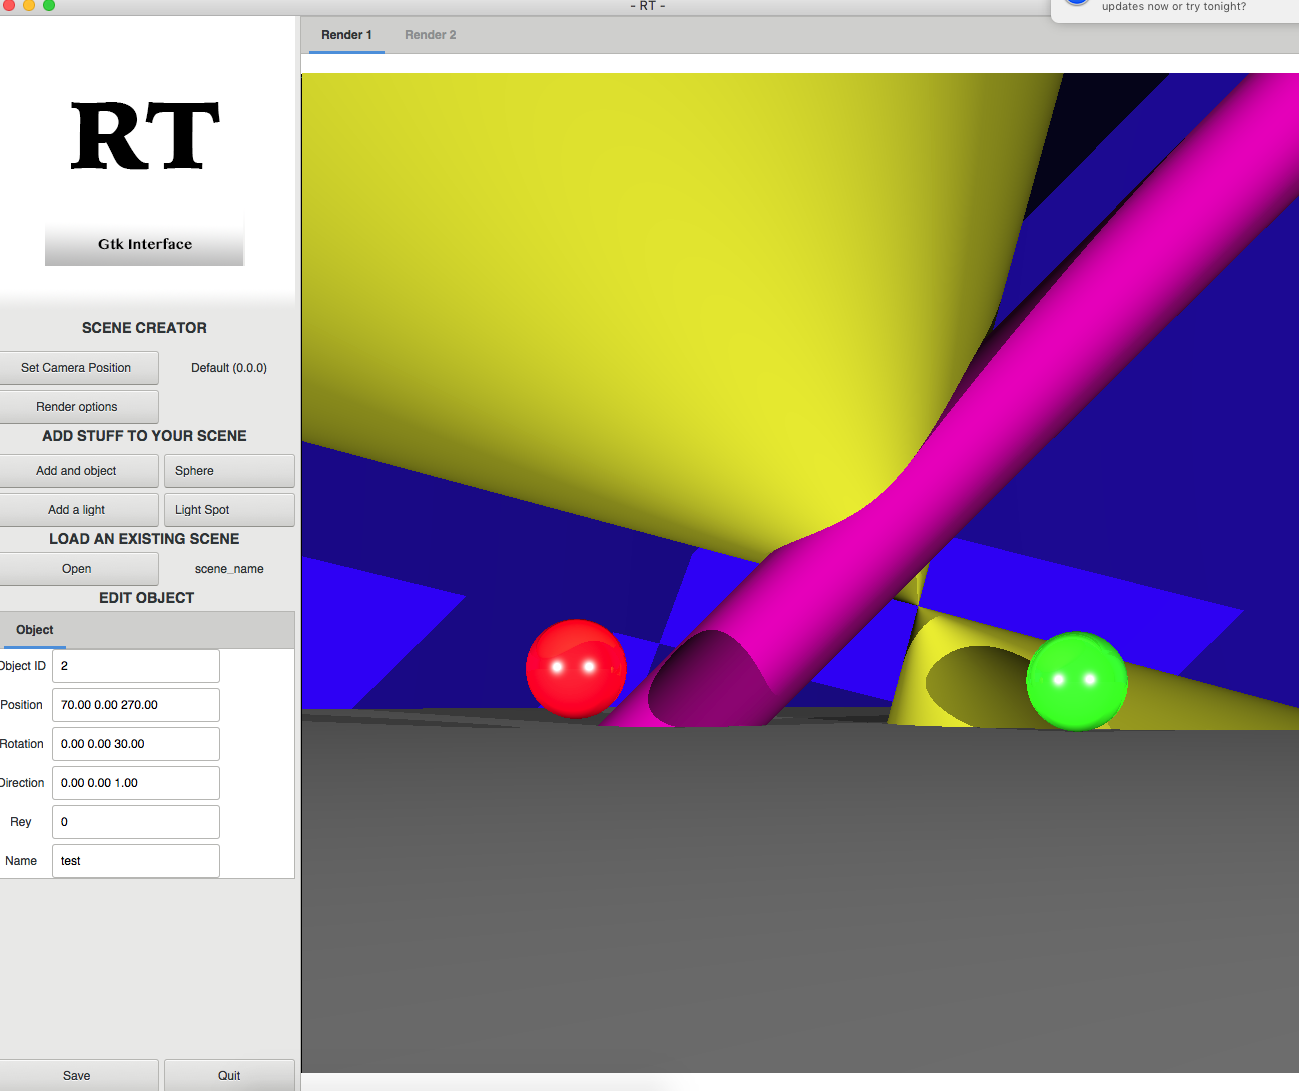 - RT -
updates now or try tonight?
Render 1
Render 2
RT
Gtk Interface
SCENE CREATOR
Set Camera Position
Default (0.0.0)
Render options
ADD STUFF TO YOUR SCENE
Add and object
Sphere
Add a light
Light Spot
LOAD AN EXISTING SCENE
Open
scene_name
EDIT OBJECT
Object
Object ID
2
Position
70.00 0.00 270.00
Rotation
0.00 0.00 30.00
Direction
0.00 0.00 1.00
Rey
0
Name
test
Save
Quit